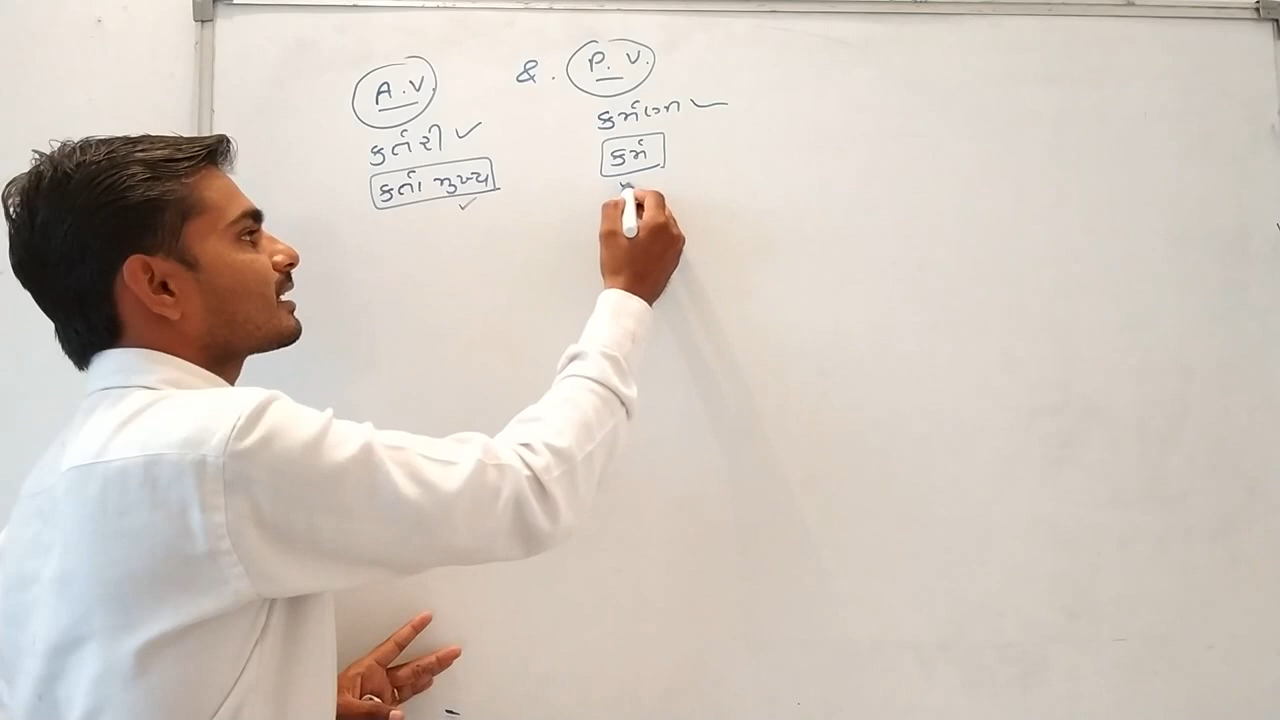 A.V. &. P. V.
કર્તરી કર્મણિ
કર્તા મુખ્ય કર્મ